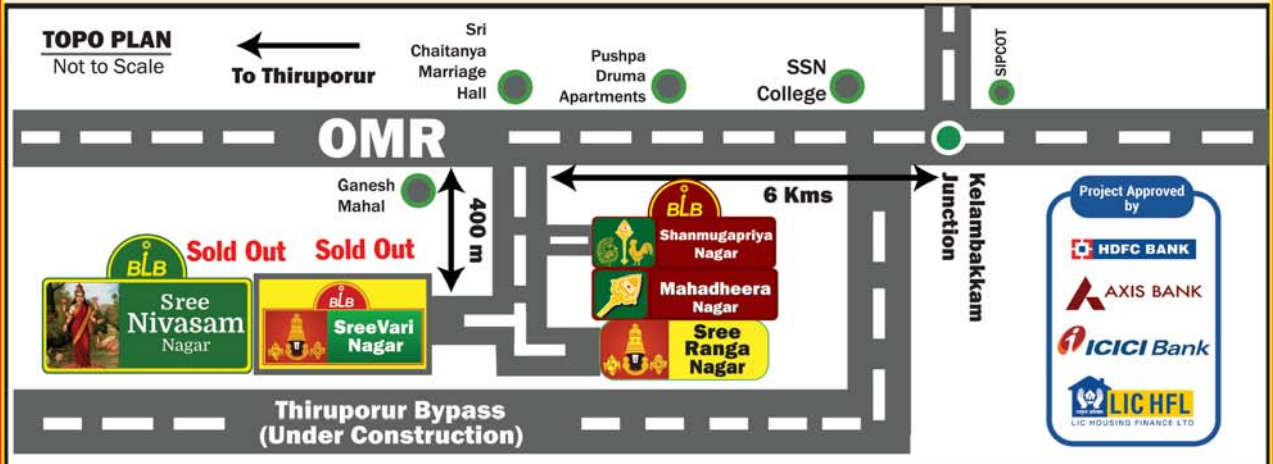 TOPO PLAN
Not to Scale
To Thiruporur
Sri
Chaitanya
Marriage
Hall
Pushpa
Druma
Apartments
SSN
College
SIPCOT
OMR
Ganesh
Mahal
400 m
6 Kms
Kelambakkam
Junction
Sold Out
Sold Out
BLB
Sree
Nivasam
Nagar
BLB
SreeVari
Nagar
BLB
Shanmugapriya
Nagar
Mahadheera
Nagar
Sree
Ranga
Nagar
Thiruporur Bypass
(Under Construction)
Project Approved
by
HDFC BANK
AXIS BANK
ICICI Bank
LIC HFL
LIC HOUSING FINANCE LTD